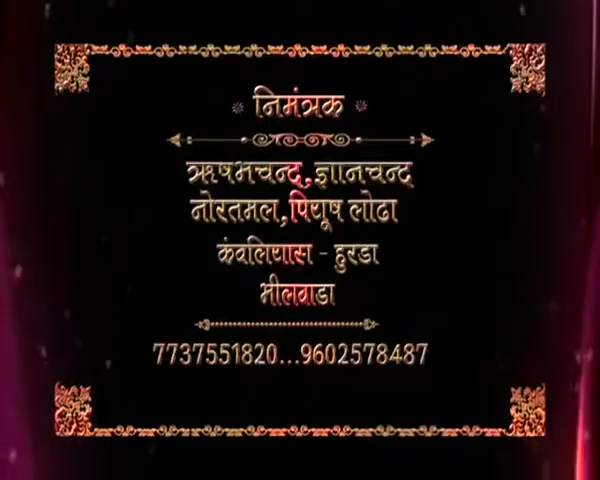 निमंत्रक
ऋषभचन्द्,ज्ञानचन्द्
नोरतमल,पियूष लोढा
कंवलियास - हुरडा
भीलवाडा
7737551820...9602578487